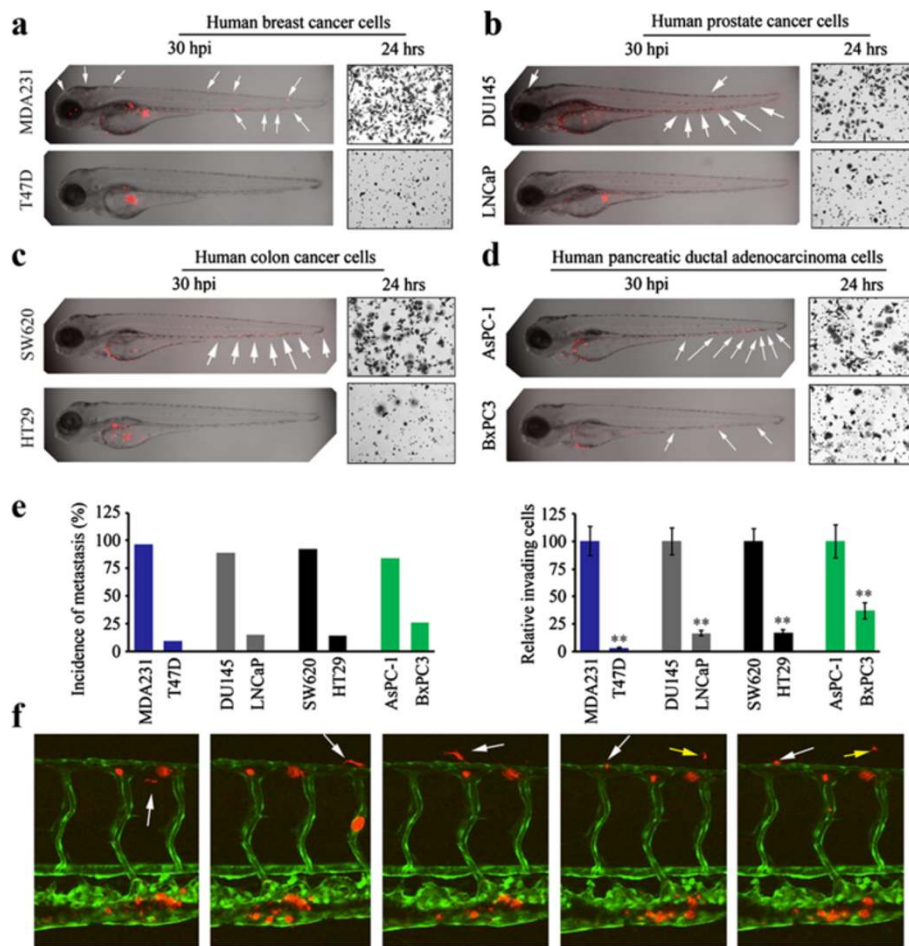 a
Human breast cancer cells
30 hpi
24 hrs
MDA231
T47D
b
Human prostate cancer cells
30 hpi
24 hrs
DU145
LNCaP
c
Human colon cancer cells
30 hpi
24 hrs
SW620
HT29
d
Human pancreatic ductal adenocarcinoma cells
30 hpi
24 hrs
AsPC-1
BxPC3
e
Incidence of metastasis (%)
125
100
75
50
25
0
MDA231
T47D
DU145
LNCaP
SW620
HT29
AsPC-1
BxPC3
Relative invading cells
125
100
75
50
25
0
**
**
**
**
MDA231
T47D
DU145
LNCaP
SW620
HT29
AsPC-1
BxPC3
f